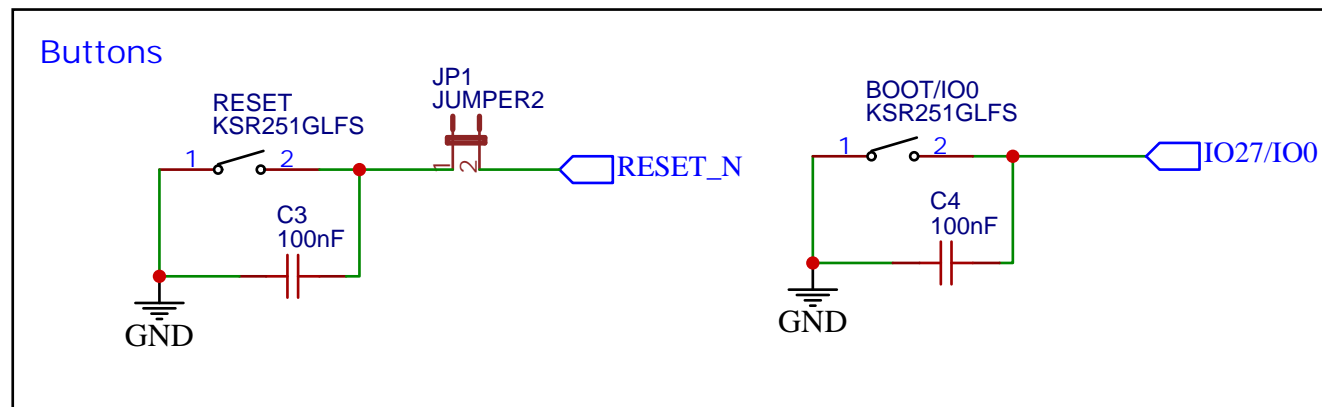 Buttons
RESET
KSR251GLFS
1
2
JP1
JUMPER2
1
2
RESET_N
C3
100nF
GND
BOOT/IO0
KSR251GLFS
1
2
IO27/IO0
C4
100nF
GND